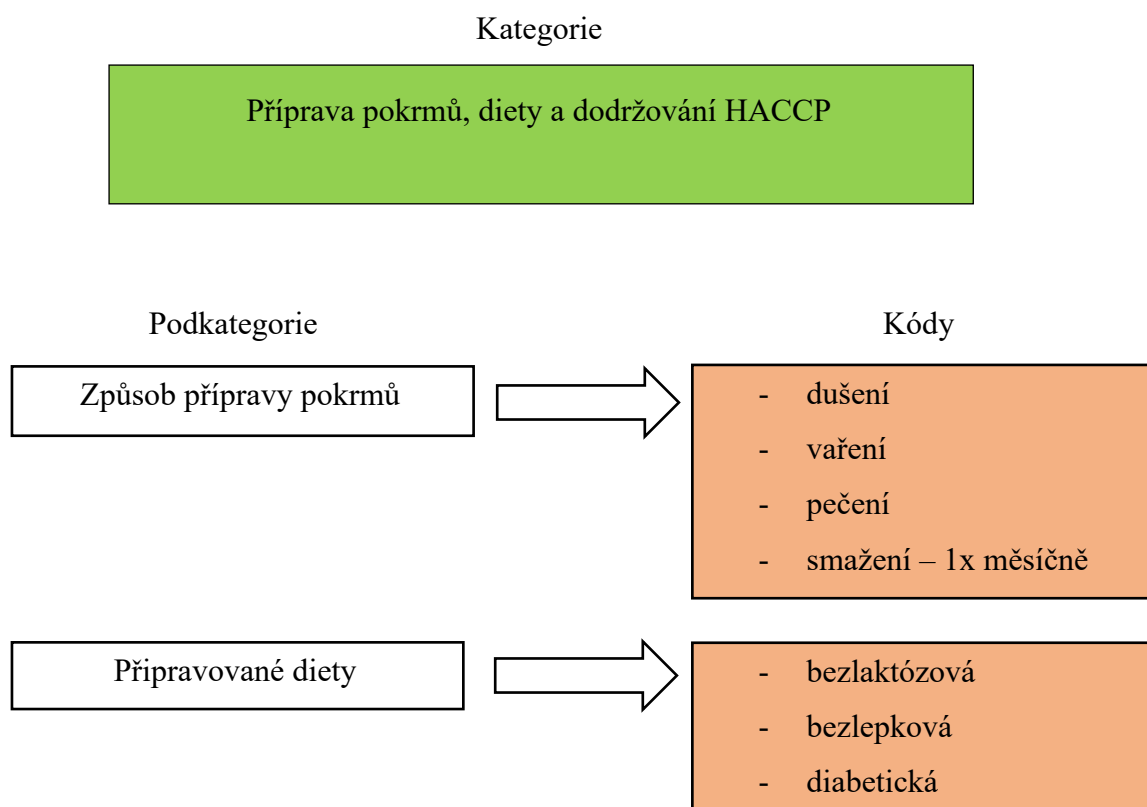 Kategorie
Příprava pokrmů, diety a dodržování HACCP
Podkategorie
Kódy
Způsob přípravy pokrmů
- dušení
- vaření
- pečení
- smažení – 1x měsíčně
Připravované diety
- bezlaktózová
- bezlepková
- diabetická